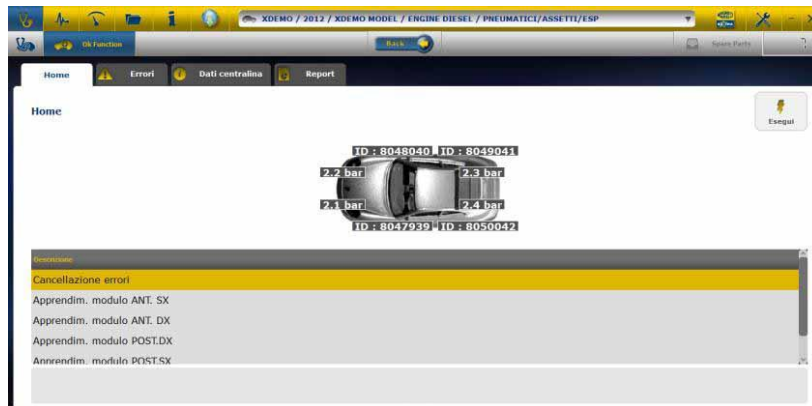 XDEMO / 2012 / XDEMO MODEL / ENGINE DIESEL / PNEUMATICI/ASSETTI/ESP
Ok Function
Back
Spare Parts
Home
Errori
Dati centralina
Report
Home
Esegui
ID : 8048040
ID : 8049041
2.2 bar
2.3 bar
2.1 bar
2.4 bar
ID : 8047939
ID : 8050042
Descrizione
Cancellazione errori
Apprendim. modulo ANT. SX
Apprendim. modulo ANT. DX
Apprendim. modulo POST.DX
Apprendim. modulo POST.SX